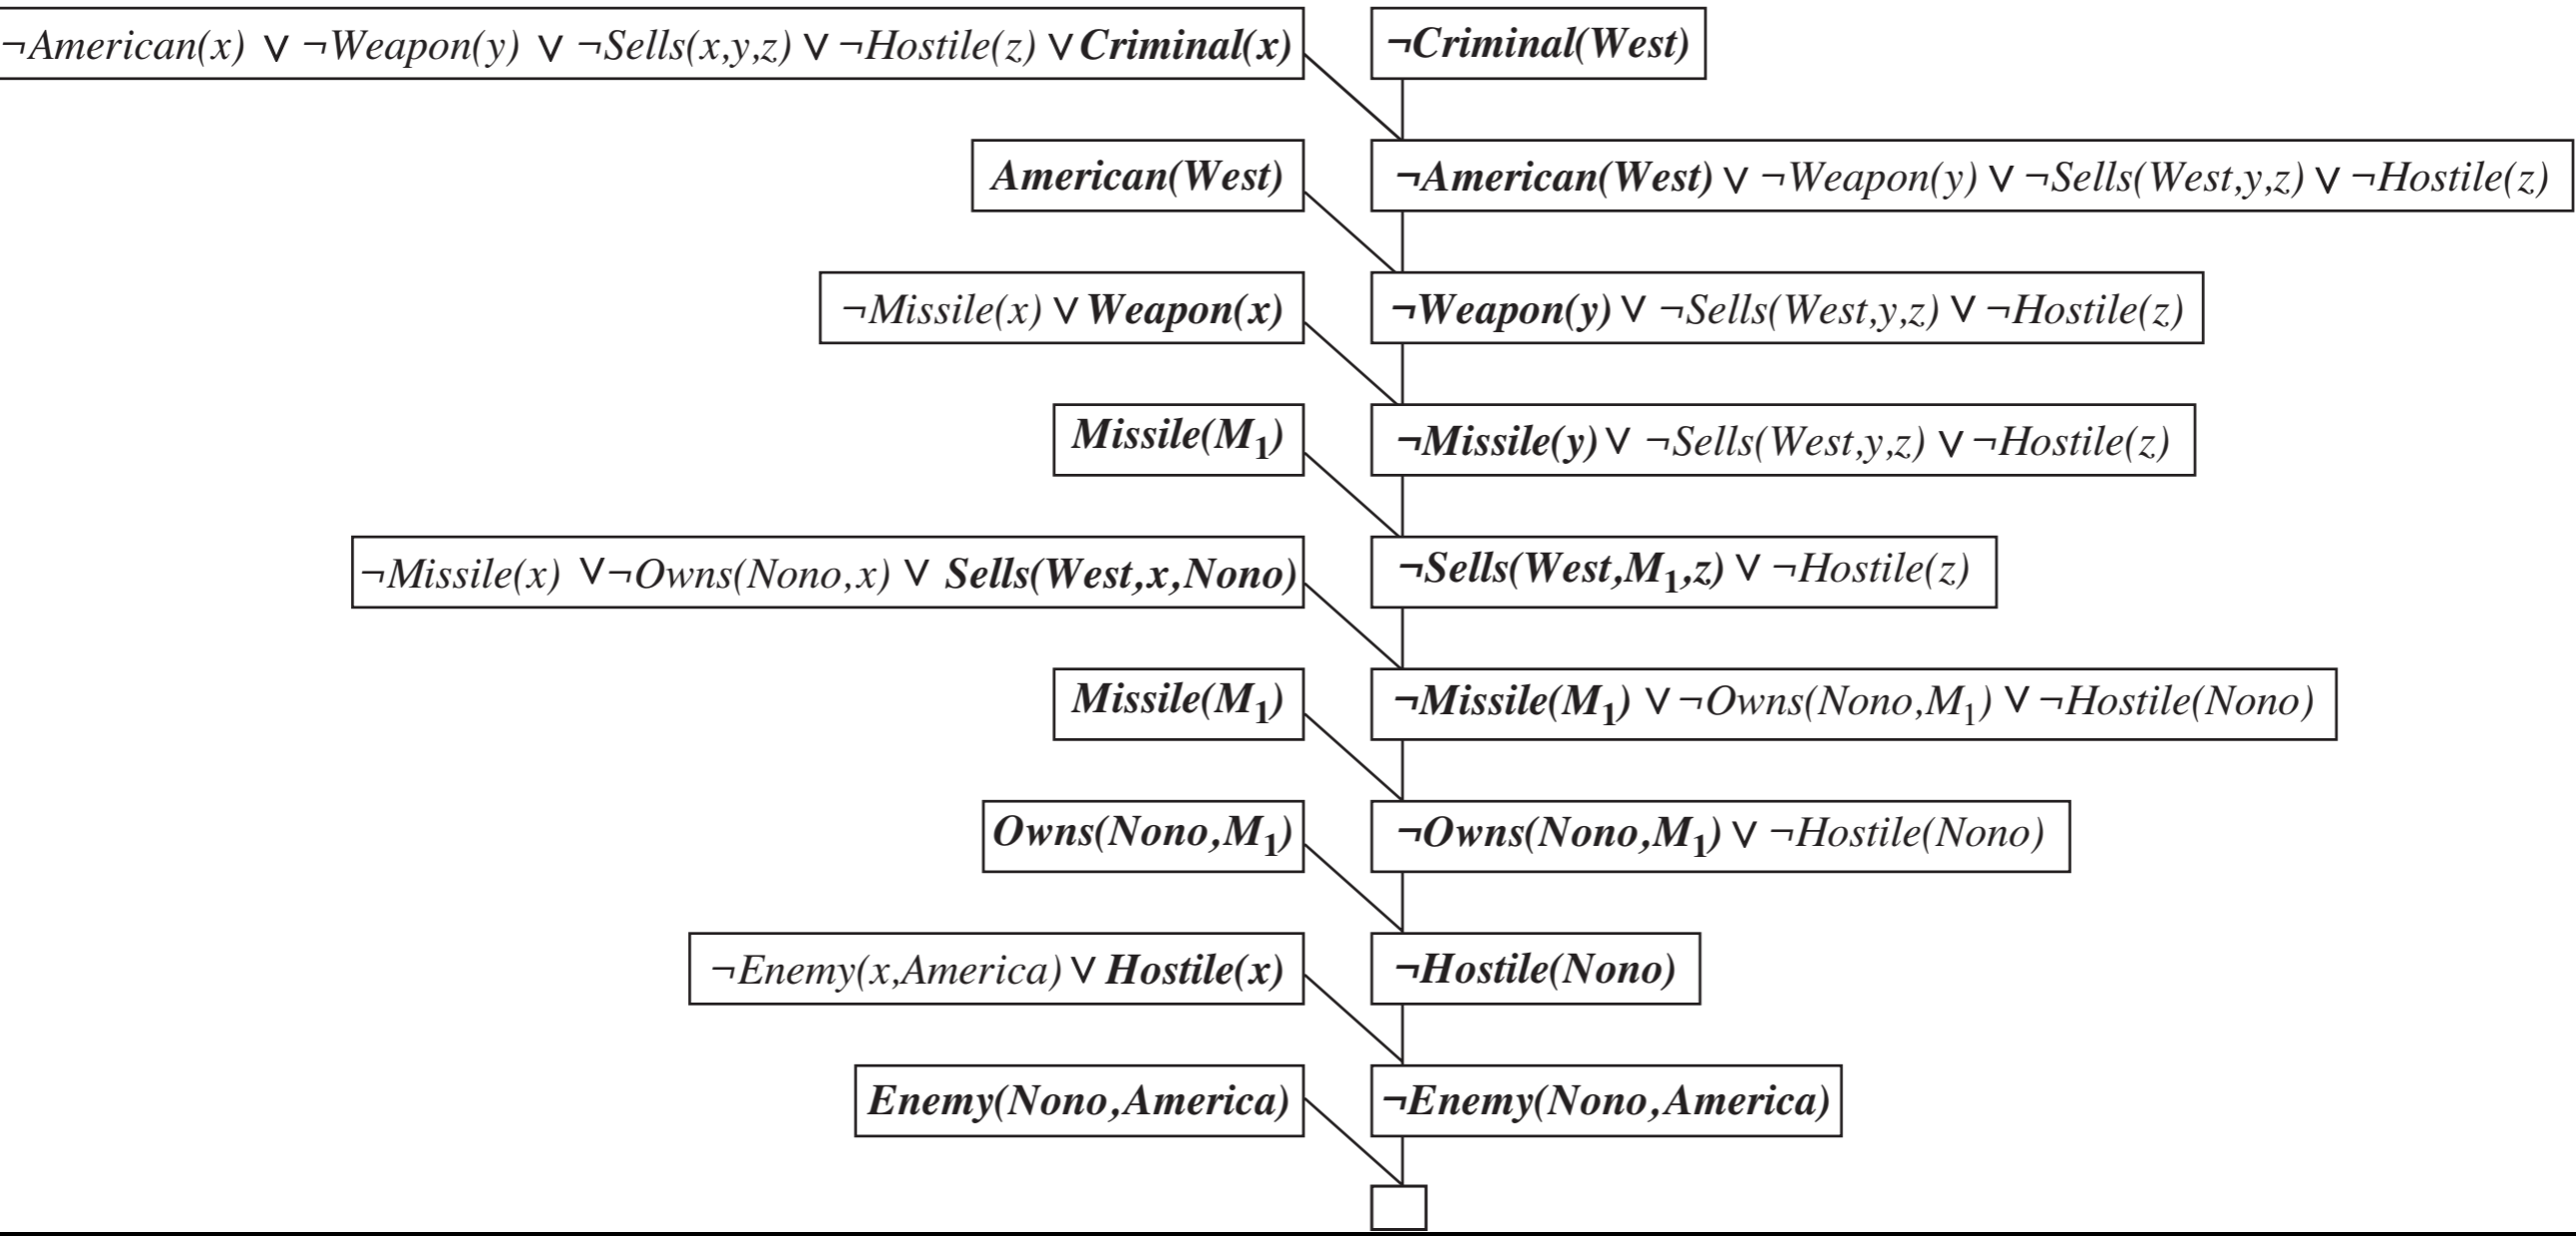 ¬American(x) ∨ ¬Weapon(y) ∨ ¬Sells(x,y,z) ∨ ¬Hostile(z) ∨ Criminal(x)
¬Criminal(West)
American(West)
¬American(West) ∨ ¬Weapon(y) ∨ ¬Sells(West,y,z) ∨ ¬Hostile(z)
¬Missile(x) ∨ Weapon(x)
¬Weapon(y) ∨ ¬Sells(West,y,z) ∨ ¬Hostile(z)
Missile(M₁)
¬Missile(y) ∨ ¬Sells(West,y,z) ∨ ¬Hostile(z)
¬Missile(x) ∨ ¬Owns(Nono,x) ∨ Sells(West,x,Nono)
¬Sells(West,M₁,z) ∨ ¬Hostile(z)
Missile(M₁)
¬Missile(M₁) ∨ ¬Owns(Nono,M₁) ∨ ¬Hostile(Nono)
Owns(Nono,M₁)
¬Owns(Nono,M₁) ∨ ¬Hostile(Nono)
¬Enemy(x,America) ∨ Hostile(x)
¬Hostile(Nono)
Enemy(Nono,America)
¬Enemy(Nono,America)